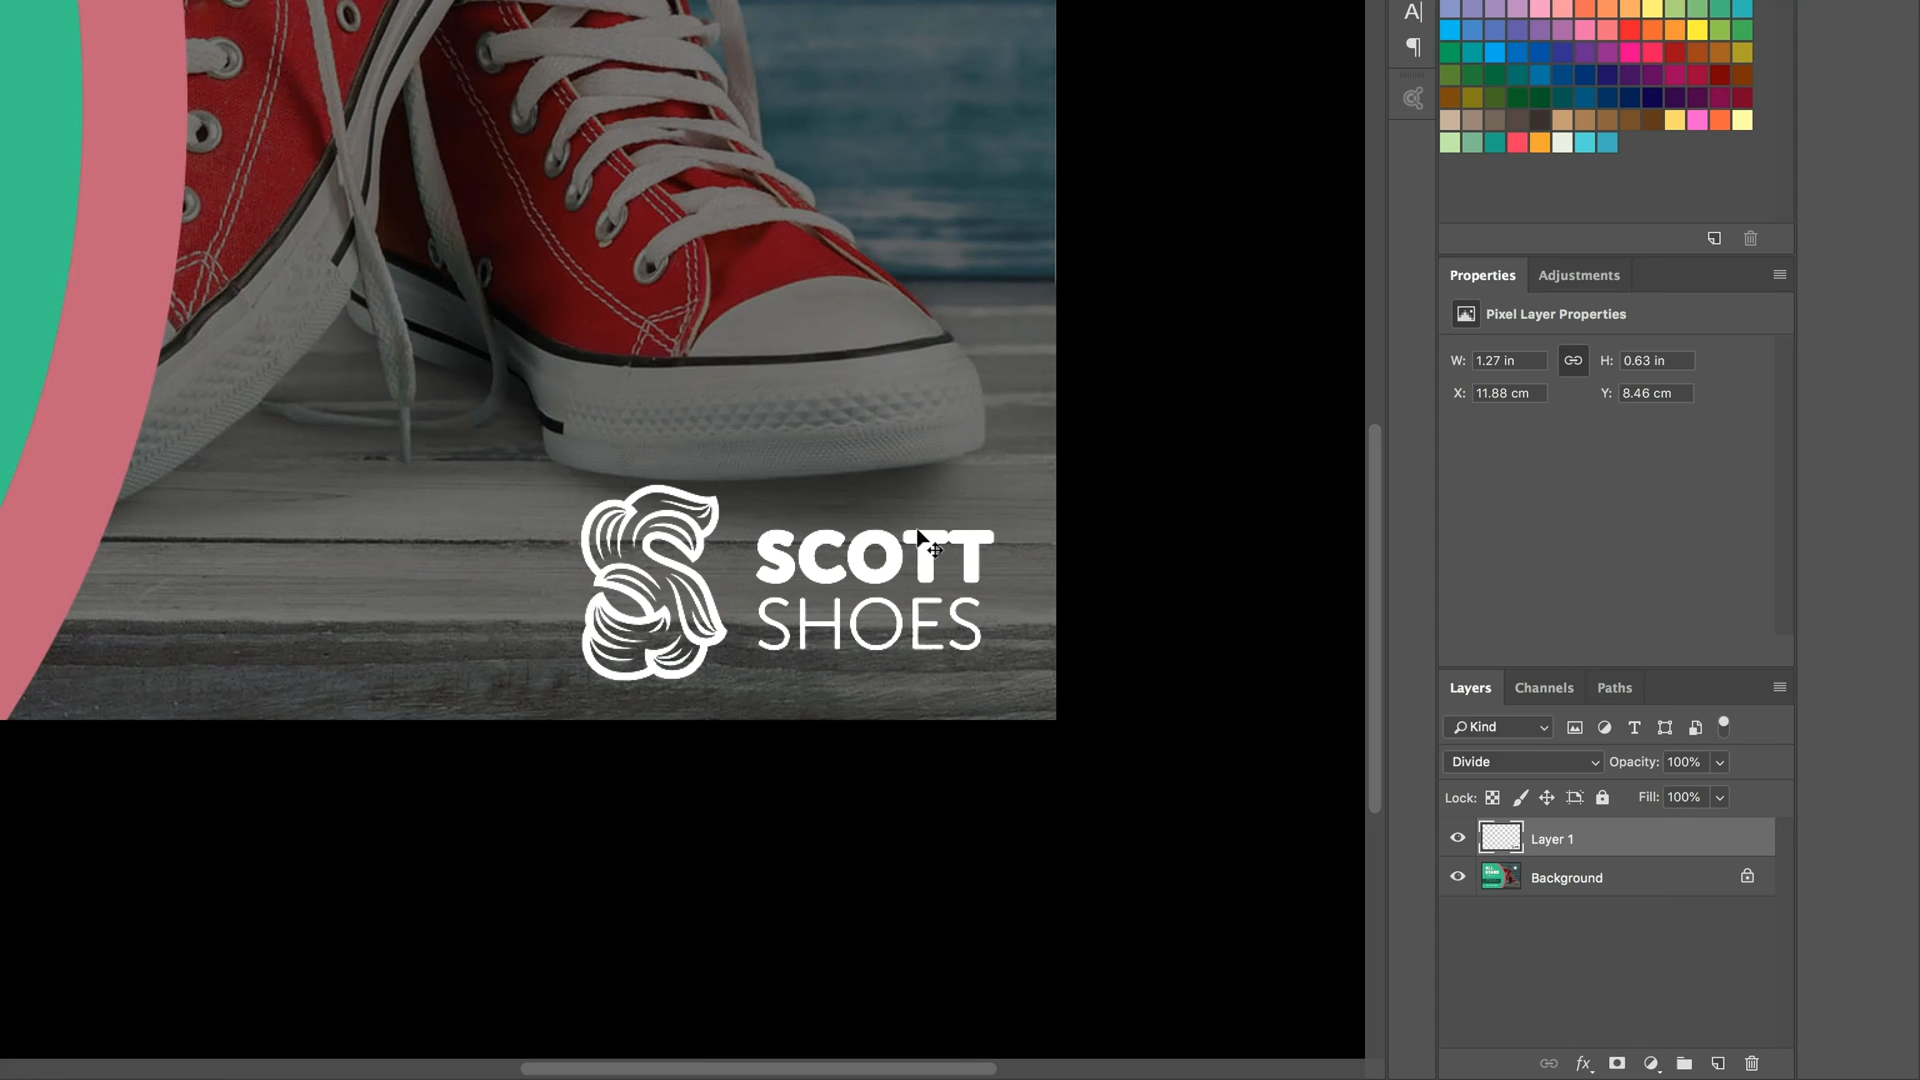 A|
Properties Adjustments
Pixel Layer Properties
W: 1.27 in H: 0.63 in
X: 11.88 cm Y: 8.46 cm
SCOTT
SHOES
Layers Channels Paths
Kind
Divide Opacity: 100%
Lock: Fill: 100%
Layer 1
Background
fx